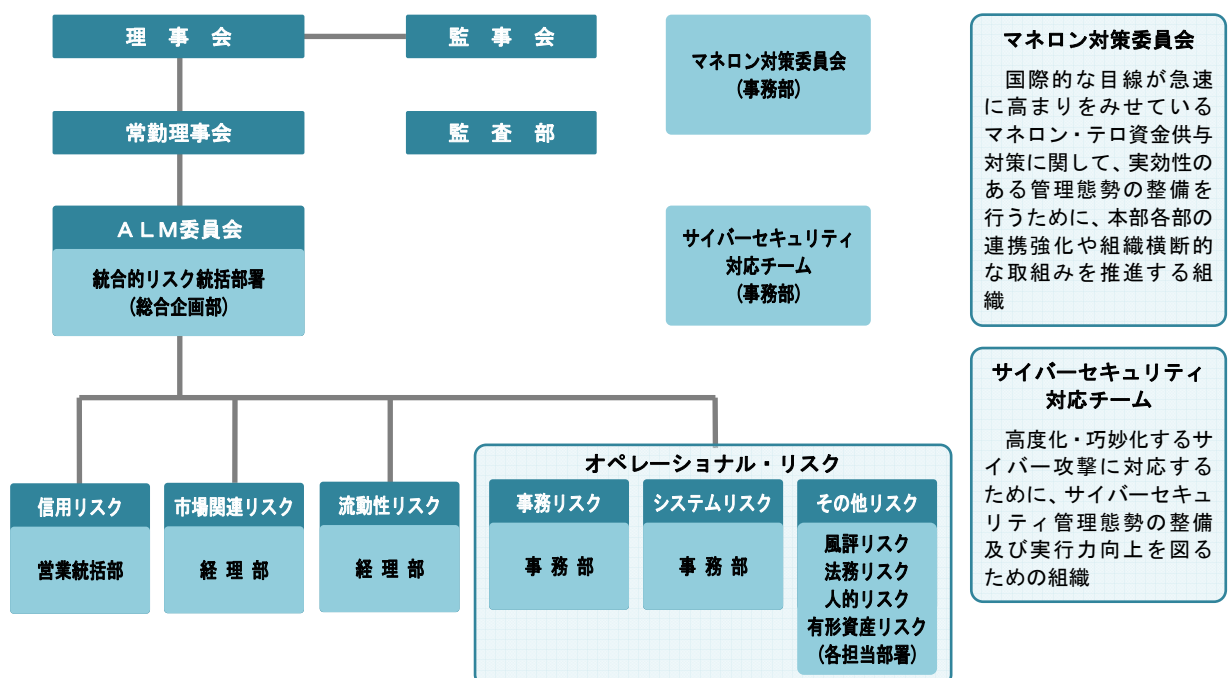 理事会
監事会
マネロン対策委員会
(事務部)
常勤理事会
監査部
ALM委員会
統合的リスク統括部署
(総合企画部)
サイバーセキュリティ
対応チーム
(事務部)
マネロン対策委員会
国際的な目線が急速
に高まりをみせている
マネロン・テロ資金供与
対策に関して、実効性の
ある管理態勢の整備を
行うために、本部各部の
連携強化や組織横断的
な取組みを推進する組
織
サイバーセキュリティ
対応チーム
高度化・巧妙化するサ
イバー攻撃に対応する
ために、サイバーセキュ
リティ管理態勢の整備
及び実行力向上を図る
ための組織
信用リスク
営業統括部
市場関連リスク
経理部
流動性リスク
経理部
オペレーショナル・リスク
事務リスク
事務部
システムリスク
事務部
その他リスク
風評リスク
法務リスク
人的リスク
有形資産リスク
(各担当部署)